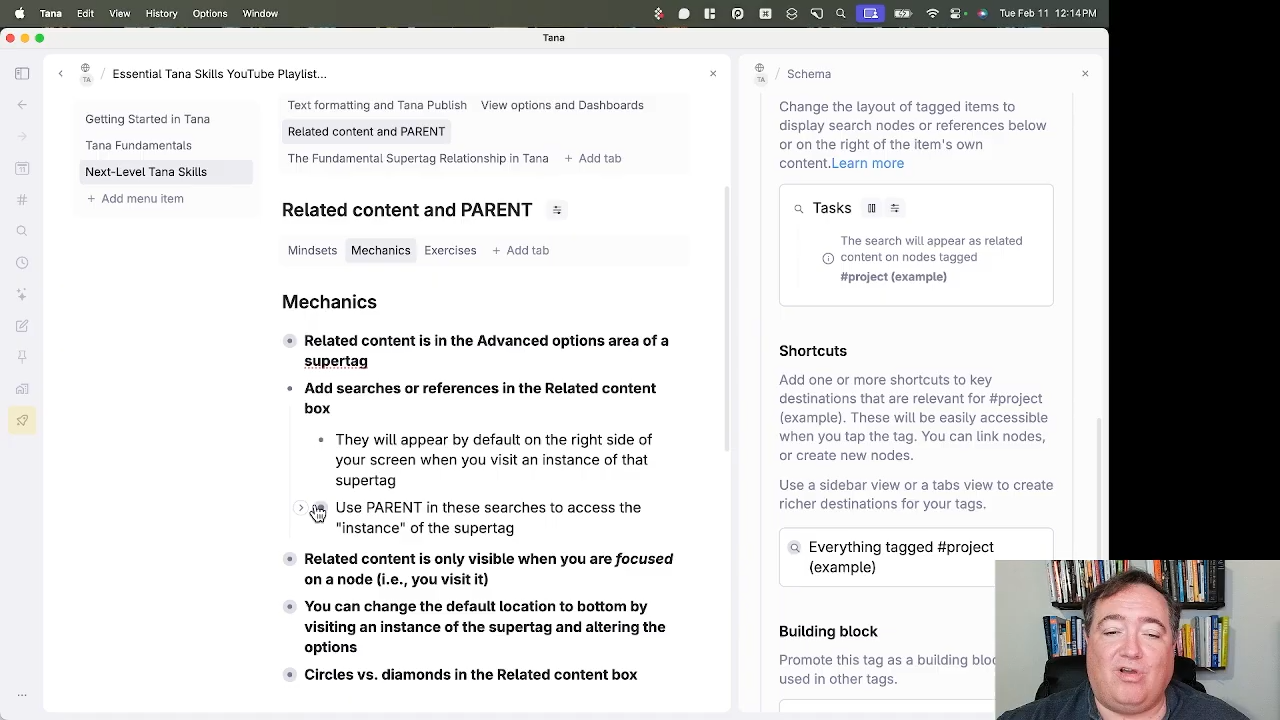 File Edit View History Options Window Tue Feb 11 12:14PM
Tana
TA / Essential Tana Skills YouTube Playlist...
Getting Started in Tana
Tana Fundamentals
Next-Level Tana Skills
+ Add menu item
Text formatting and Tana Publish View options and Dashboards
Related content and PARENT
The Fundamental Supertag Relationship in Tana + Add tab
Related content and PARENT
Mindsets Mechanics Exercises + Add tab
Mechanics
Related content is in the Advanced options area of a
supertag
Add searches or references in the Related content
box
They will appear by default on the right side of
your screen when you visit an instance of that
supertag
Use PARENT in these searches to access the
"instance" of the supertag
Related content is only visible when you are focused
on a node (i.e., you visit it)
You can change the default location to bottom by
visiting an instance of the supertag and altering the
options
Circles vs. diamonds in the Related content box
TA / Schema
Change the layout of tagged items to
display search nodes or references below
or on the right of the item's own
content.Learn more
Tasks
The search will appear as related
content on nodes tagged
#project (example)
Shortcuts
Add one or more shortcuts to key
destinations that are relevant for #project
(example). These will be easily accessible
when you tap the tag. You can link nodes,
or create new nodes.
Use a sidebar view or a tabs view to create
richer destinations for your tags.
Everything tagged #project
(example)
Building block
Promote this tag as a building
used in other tags.